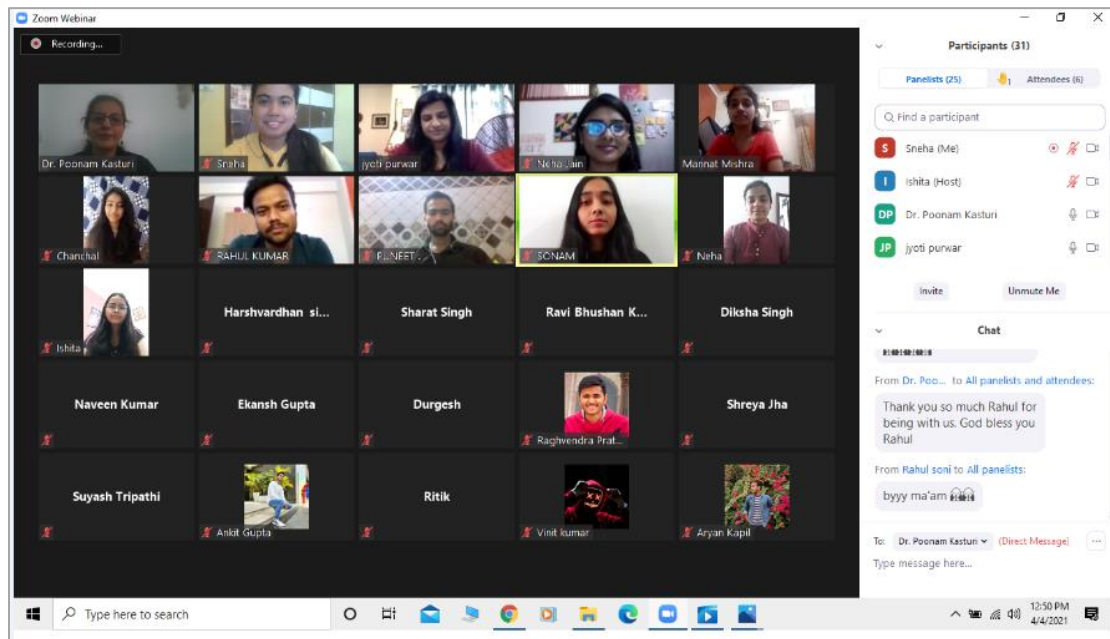 Zoom Webinar
Recording...
Dr. Poonam Kasturi
Sneha
jyoti purwar
Neha Jain
Mannat Mishra
Chanchal
RAHUL KUMAR
PUNEET
SONAM
Neha
Ishita
Harshvardhan si...
Sharat Singh
Ravi Bhushan K...
Diksha Singh
Naveen Kumar
Ekansh Gupta
Durgesh
Raghvendra Prat...
Shreya Jha
Suyash Tripathi
Ankit Gupta
Ritik
Vinit kumar
Aryan Kapil
Participants (31)
Panelists (25)
1
Attendees (6)
Find a participant
S Sneha (Me)
I Ishita (Host)
DP Dr. Poonam Kasturi
JP jyoti purwar
Invite
Unmute Me
Chat
From Dr. Poo... to All panelists and attendees:
Thank you so much Rahul for
being with us. God bless you
Rahul
From Rahul soni to All panelists:
byyy ma'am
To: Dr. Poonam Kasturi (Direct Message)
Type message here...
Type here to search
12:50 PM
4/4/2021